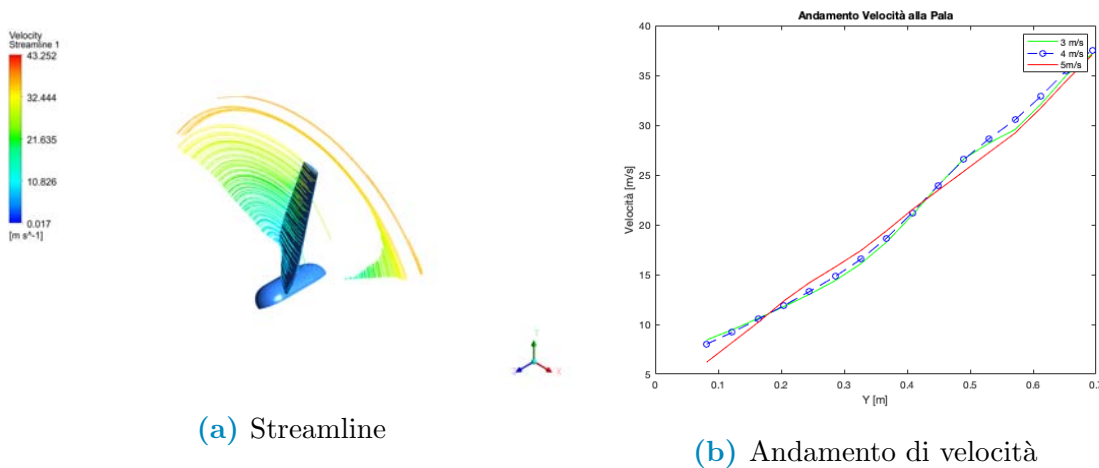 Velocity
Streamline 1
43.252
32.444
21.635
10.826
0.017
[m s^-1]
Y
Z
X
(a) Streamline
Andamento Velocità alla Pala
3 m/s
4 m/s
5m/s
40
35
30
25
20
15
10
5
Velocità [m/s]
0
0.1
0.2
0.3
0.4
0.5
0.6
0.7
Y [m]
(b) Andamento di velocità